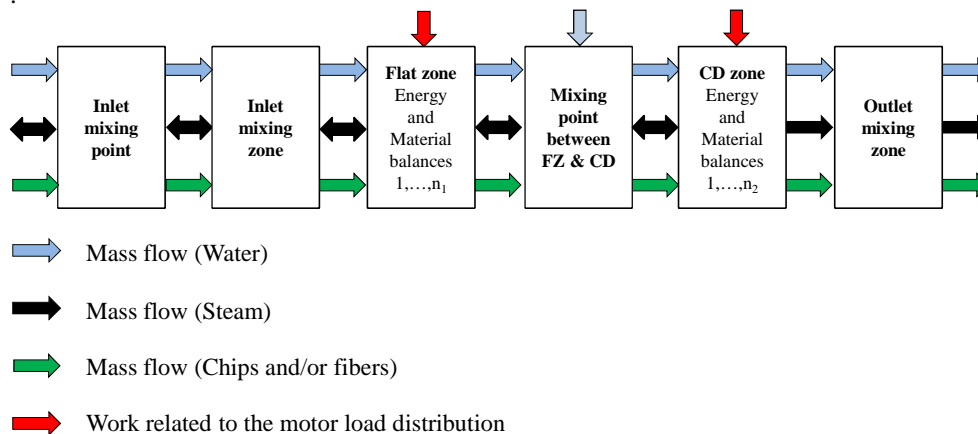 .
Inlet
mixing
point
Inlet
mixing
zone
Flat zone
Energy
and
Material
balances
1,…,n₁
Mixing
point
between
FZ & CD
CD zone
Energy
and
Material
balances
1,…,n₂
Outlet
mixing
zone
Mass flow (Water)
Mass flow (Steam)
Mass flow (Chips and/or fibers)
Work related to the motor load distribution